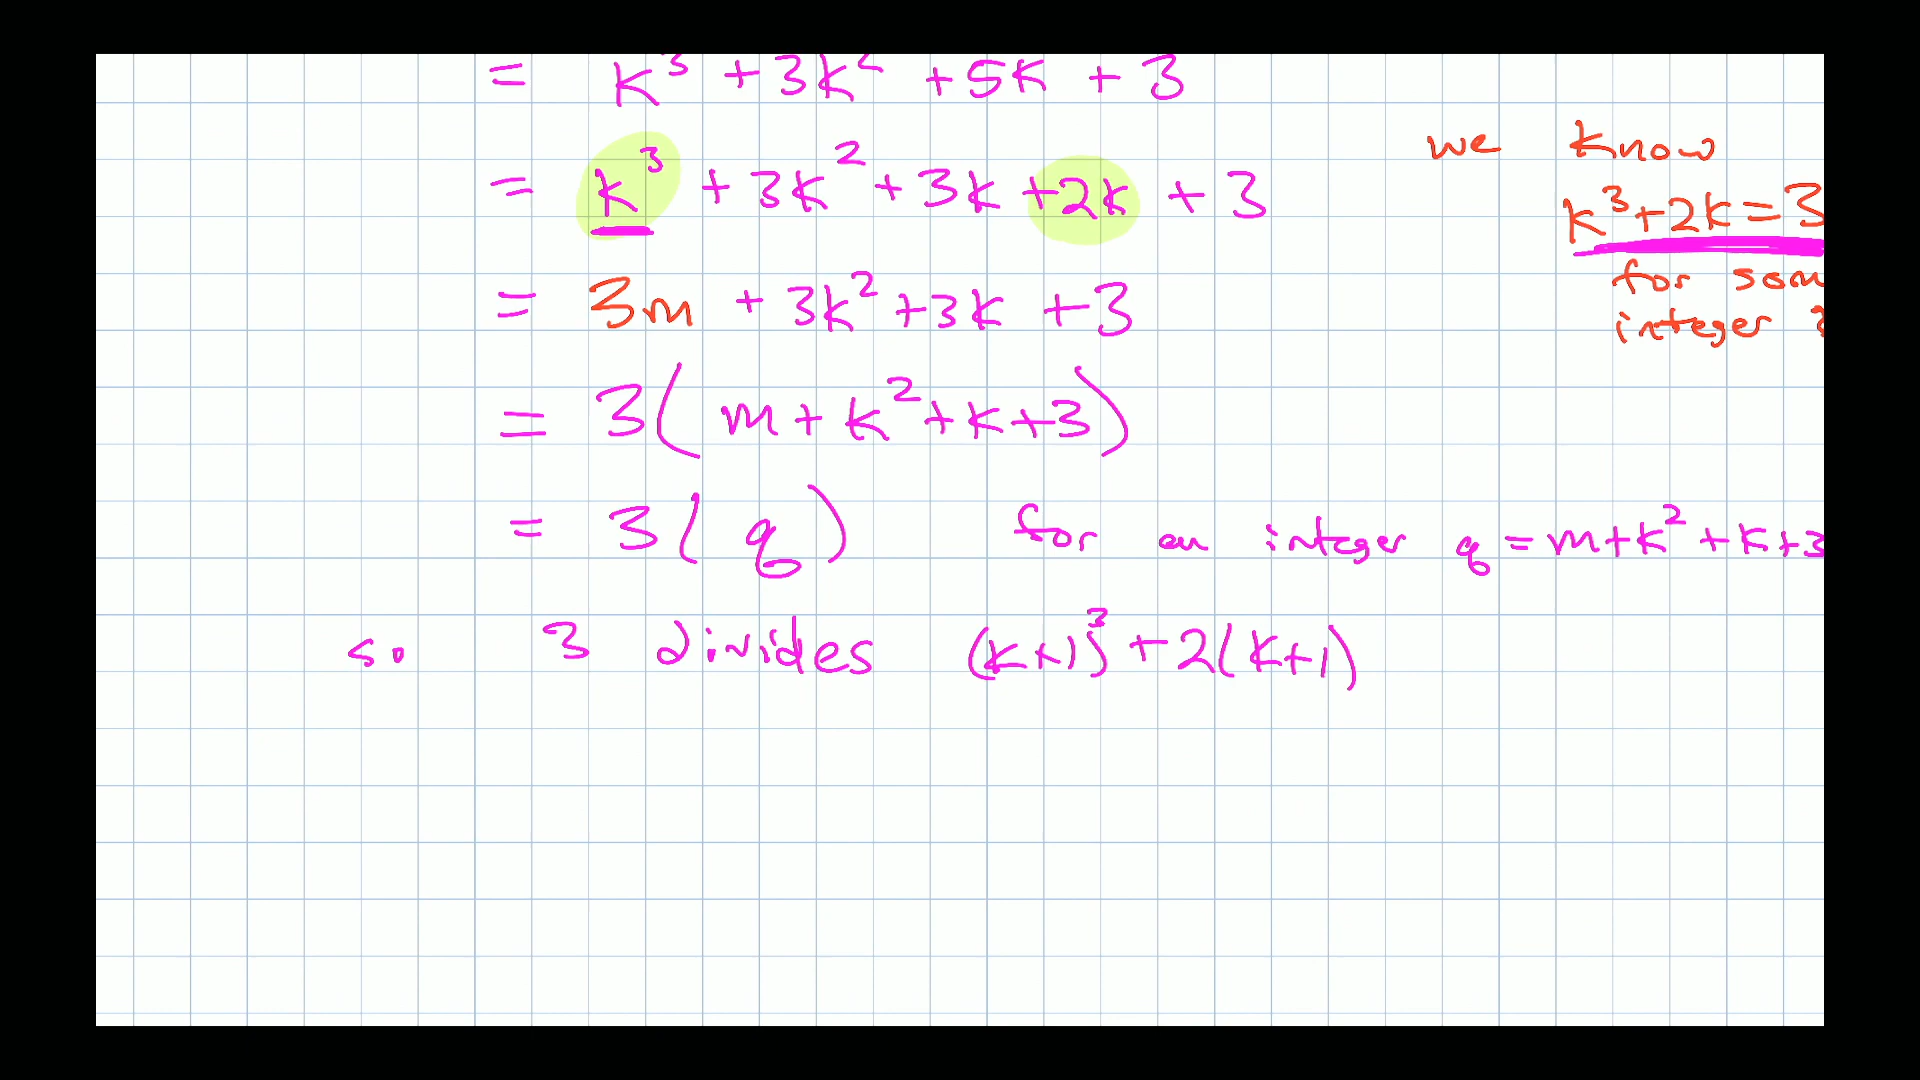 = k³ + 3k² + 5k + 3
we know
= k³ + 3k² + 3k + 2k + 3
k³ + 2k = 3
for som
= 3m + 3k² + 3k + 3
integer
= 3(m + k² + k + 3)
= 3(q) for an integer q = m + k² + k + 3
so 3 divides (k+1)³ + 2(k+1)